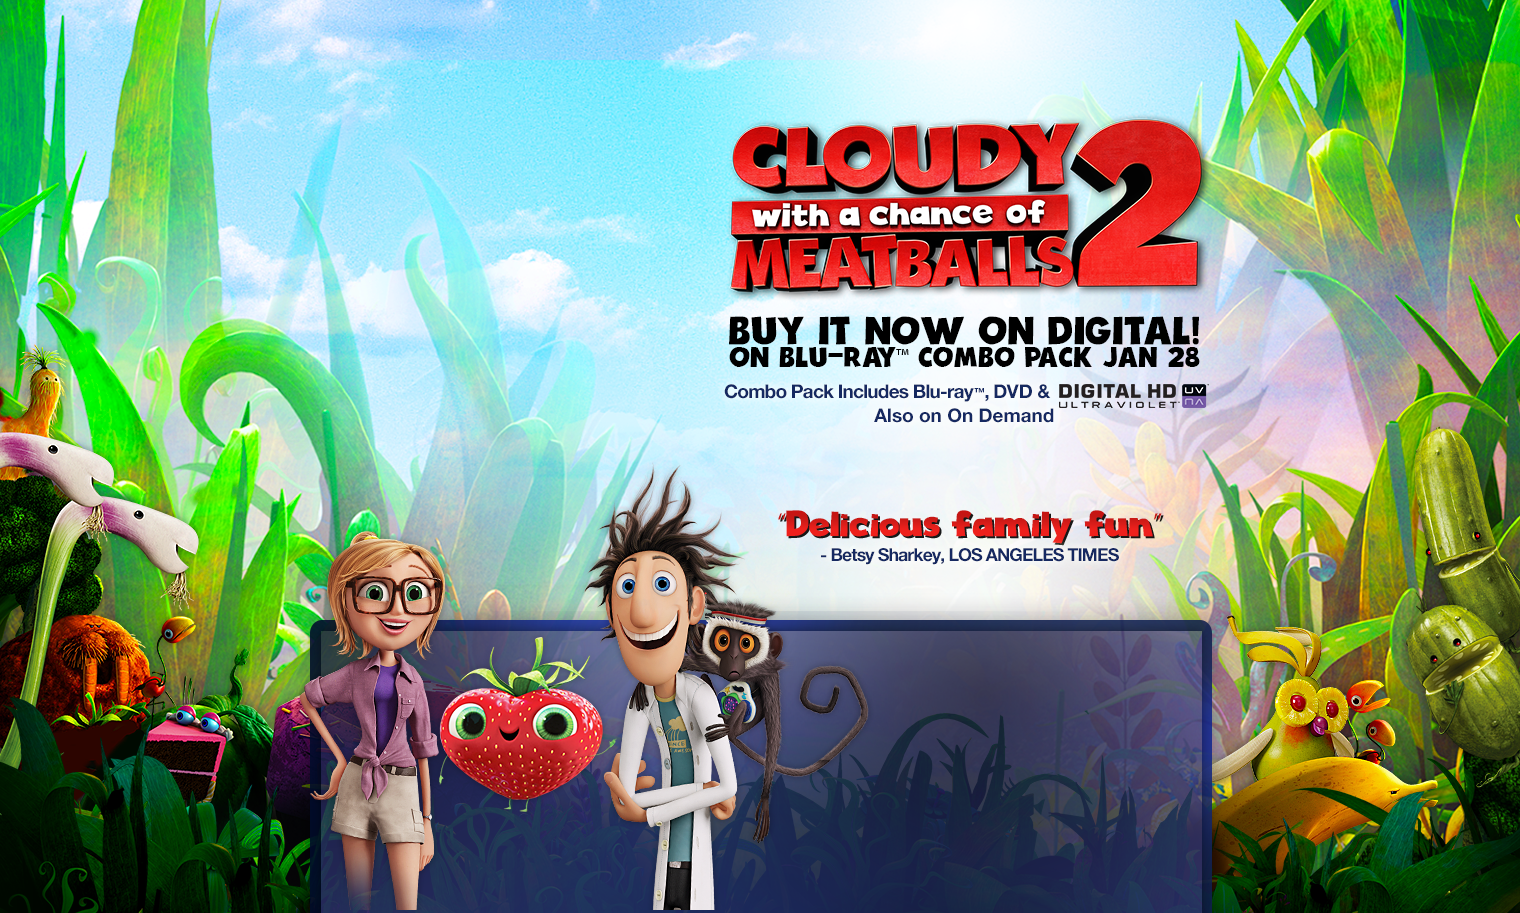 CLOUDY 2
with a chance of
MEATBALLS
BUY IT NOW ON DIGITAL!
ON BLU-RAY™ COMBO PACK JAN 28
Combo Pack Includes Blu-ray™, DVD & DIGITAL HD UV
ULTRAVIOLET
Also on On Demand
"Delicious family fun"
- Betsy Sharkey, LOS ANGELES TIMES